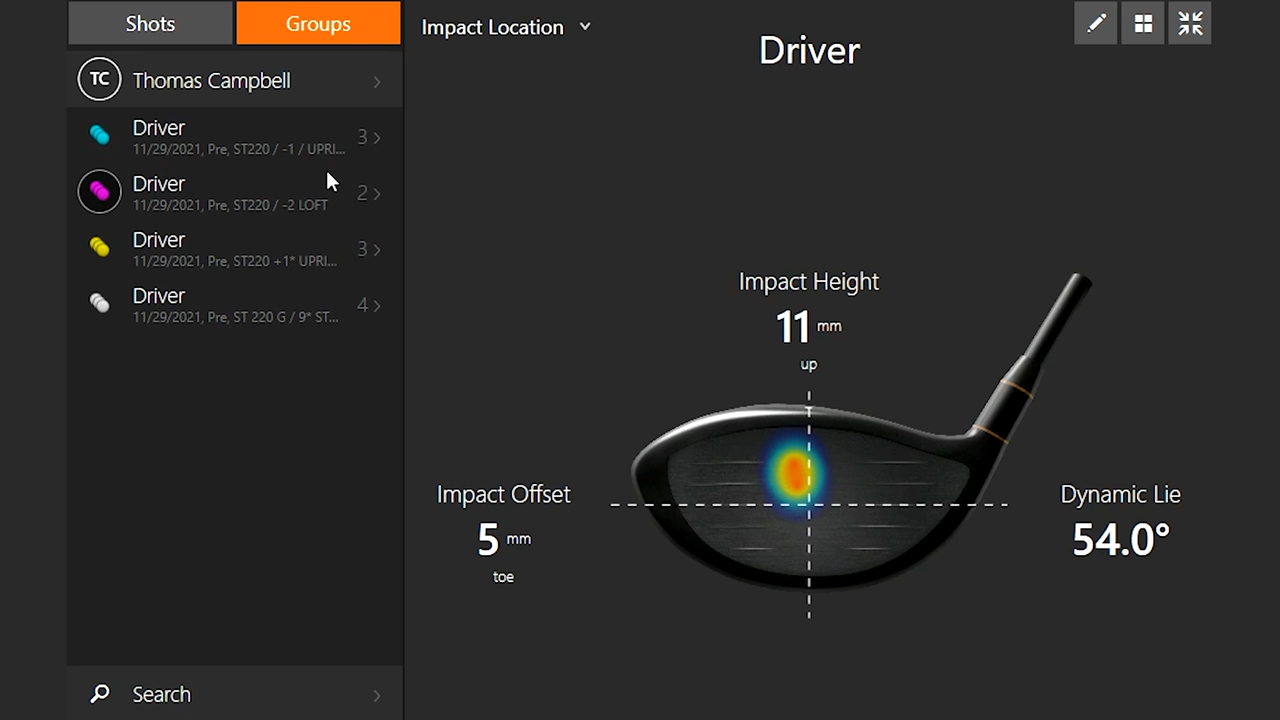 Shots
Groups
Impact Location
Driver
TC
Thomas Campbell
Driver
3
11/29/2021, Pre, ST220 / -1 / UPRI...
Driver
2
11/29/2021, Pre, ST220 / -2 LOFT
Driver
3
11/29/2021, Pre, ST220 +1* UPRI...
Driver
4
11/29/2021, Pre, ST 220 G / 9* ST...
Impact Height
11 mm
up
Impact Offset
5 mm
toe
Dynamic Lie
54.0°
Search